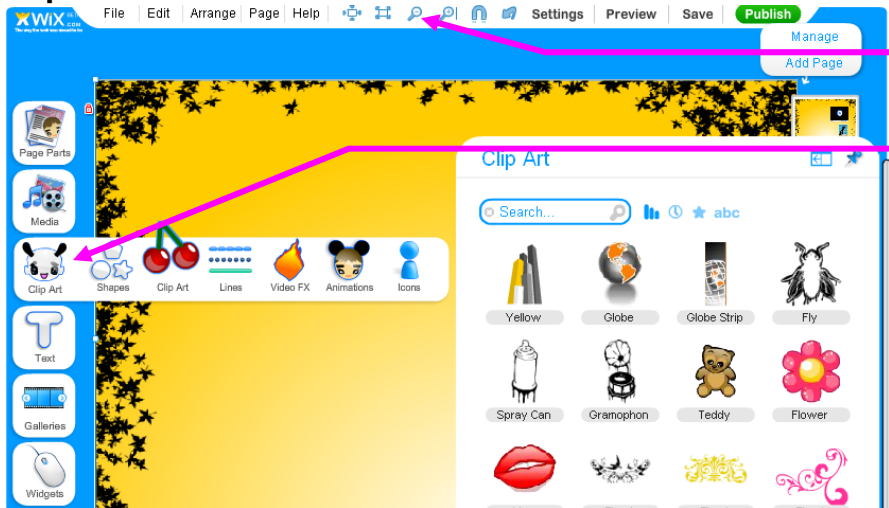 WiX
.COM
File Edit Arrange Page Help Settings Preview Save Publish
Manage
Add Page
Page Parts
Media
Clip Art
Shapes Clip Art Lines Video FX Animations Icons
Text
Galleries
Widgets
Clip Art
Search... abc
Yellow Globe Globe Strip Fly
Spray Can Gramophon Teddy Flower